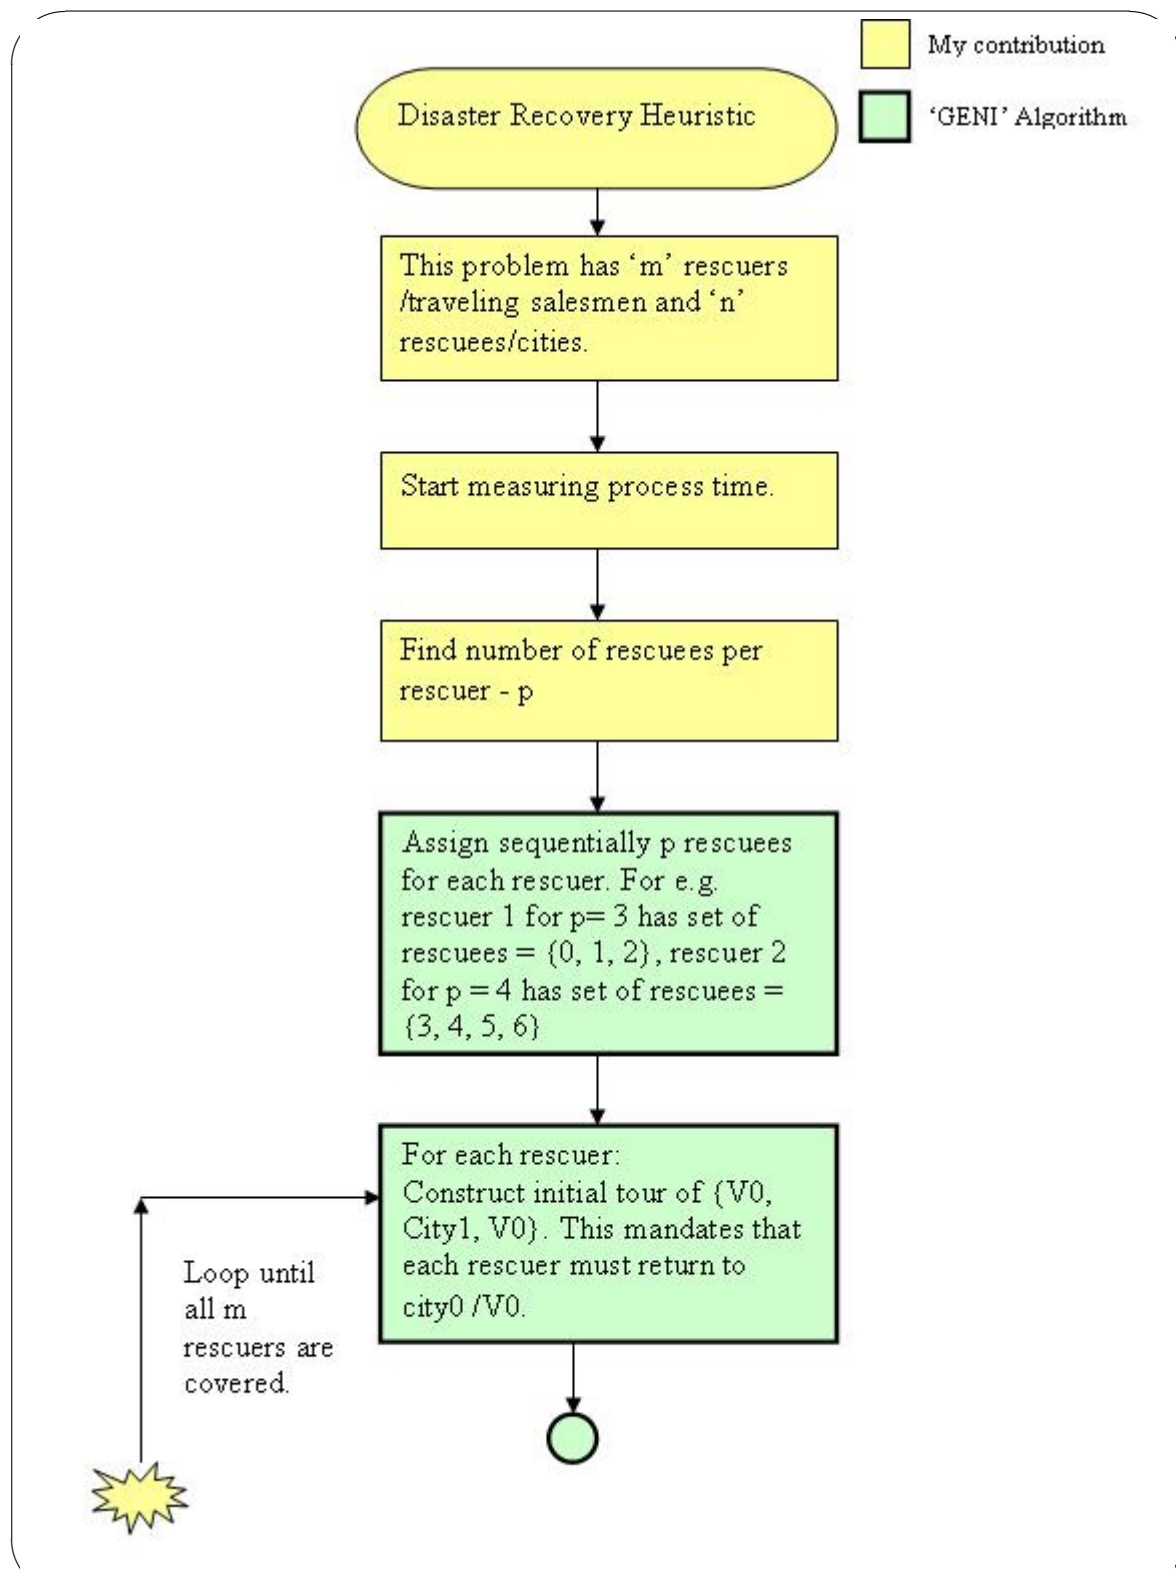 My contribution
‘GENI’ Algorithm
Disaster Recovery Heuristic
This problem has ‘m’ rescuers
/traveling salesmen and ‘n’
rescuees/cities.
Start measuring process time.
Find number of rescuees per
rescuer - p
Assign sequentially p rescuees
for each rescuer. For e.g.
rescuer 1 for p= 3 has set of
rescuees = {0, 1, 2}, rescuer 2
for p = 4 has set of rescuees =
{3, 4, 5, 6}
For each rescuer:
Construct initial tour of {V0,
City1, V0}. This mandates that
each rescuer must return to
city0 /V0.
Loop until
all m
rescuers are
covered.